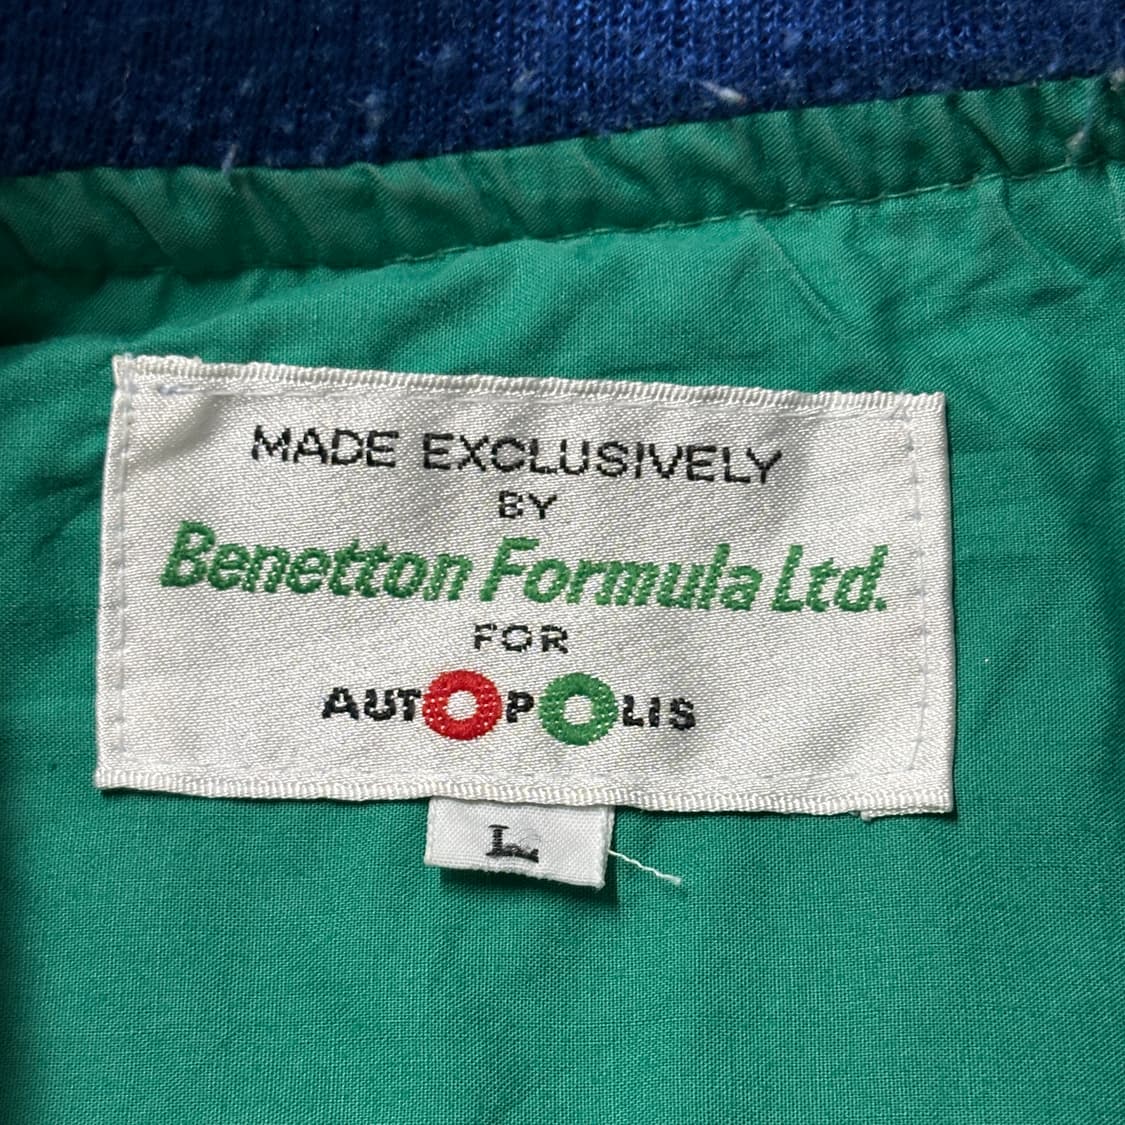 MADE EXCLUSIVELY
BY
Benetton Formula Ltd.
FOR
AUTOPOLIS
L